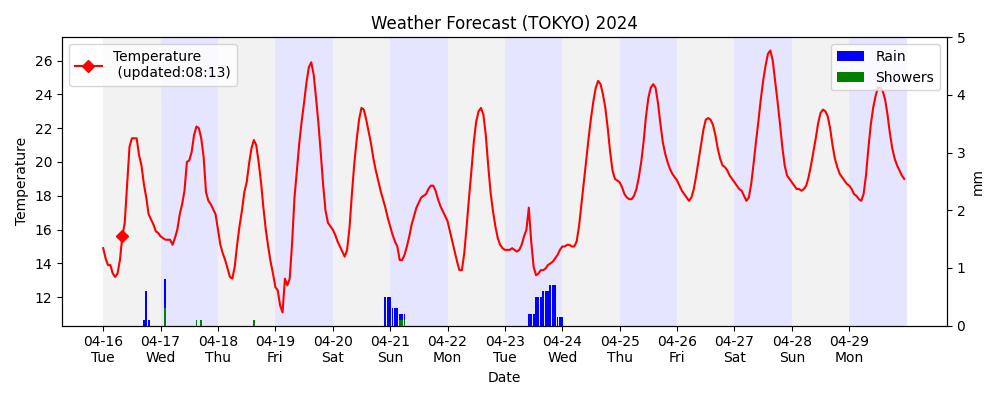 Weather Forecast (TOKYO) 2024
Temperature
(updated:08:13)
Rain
Showers
Temperature
26
24
22
20
18
16
14
12
5
4
3
2
1
0
mm
04-16 04-17 04-18 04-19 04-20 04-21 04-22 04-23 04-24 04-25 04-26 04-27 04-28 04-29
Tue Wed Thu Fri Sat Sun Mon Tue Wed Thu Fri Sat Sun Mon
Date